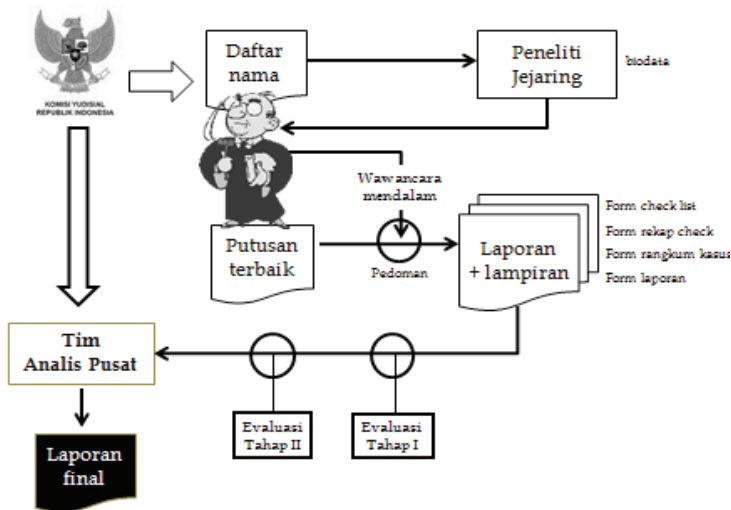 KOMISI YUDISIAL
REPUBLIK INDONESIA
Daftar
nama
Peneliti
Jejaring
biodata
Wawancara
mendalam
Putusan
terbaik
Pedoman
Laporan
+ lampiran
Form check list
Form rekap check
Form rangkum kasus
Form laporan
Tim
Analis Pusat
Evaluasi
Tahap II
Evaluasi
Tahap I
Laporan
final